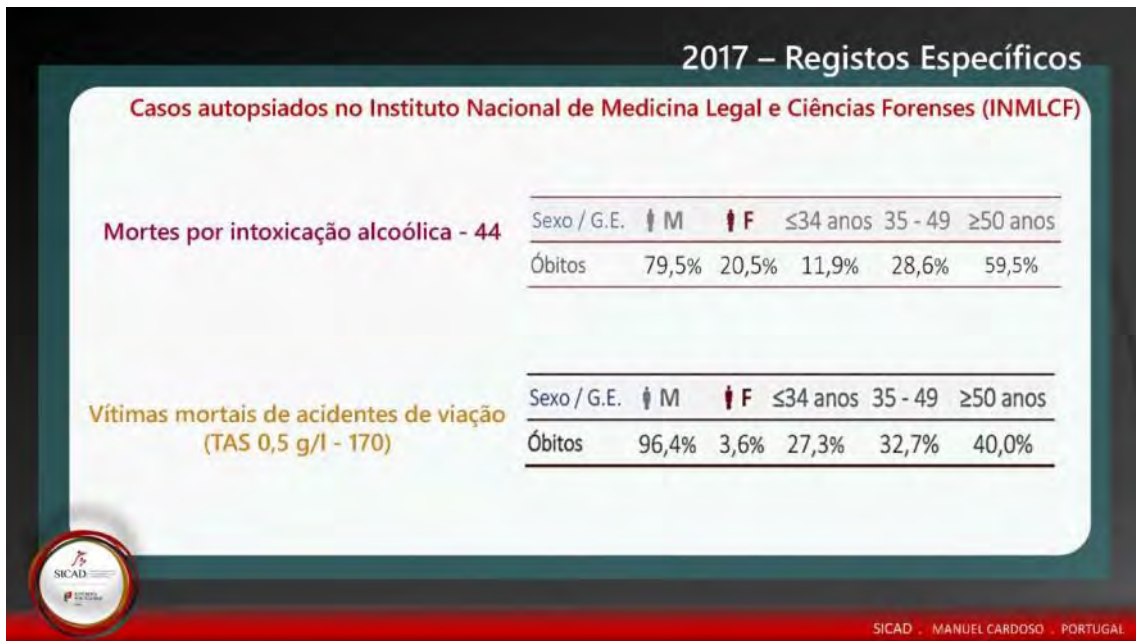 2017 – Registos Específicos
Casos autopsiados no Instituto Nacional de Medicina Legal e Ciências Forenses (INMLCF)
Mortes por intoxicação alcoólica - 44
Sexo / G.E. M F ≤34 anos 35 - 49 ≥50 anos
Óbitos 79,5% 20,5% 11,9% 28,6% 59,5%
Vítimas mortais de acidentes de viação
(TAS 0,5 g/l - 170)
Sexo / G.E. M F ≤34 anos 35 - 49 ≥50 anos
Óbitos 96,4% 3,6% 27,3% 32,7% 40,0%
SICAD
SICAD . MANUEL CARDOSO . PORTUGAL